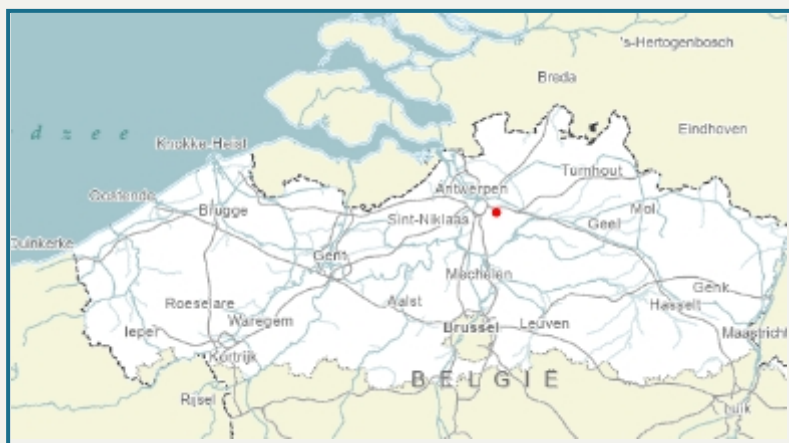 's-Hertogenbosch
Breda
d z e e
Eindhoven
Knokke-Heist
Turnhout
Antwerpen
Oostende
Mol
Brugge
Sint-Niklaas
Geel
Duinkerke
Gent
Mechelen
Genk
Roeselare
Aalst
Hasselt
Waregem
Brussel
Leuven
Ieper
Maastricht
Kortrijk
BELGIË
Rijsel
Luik